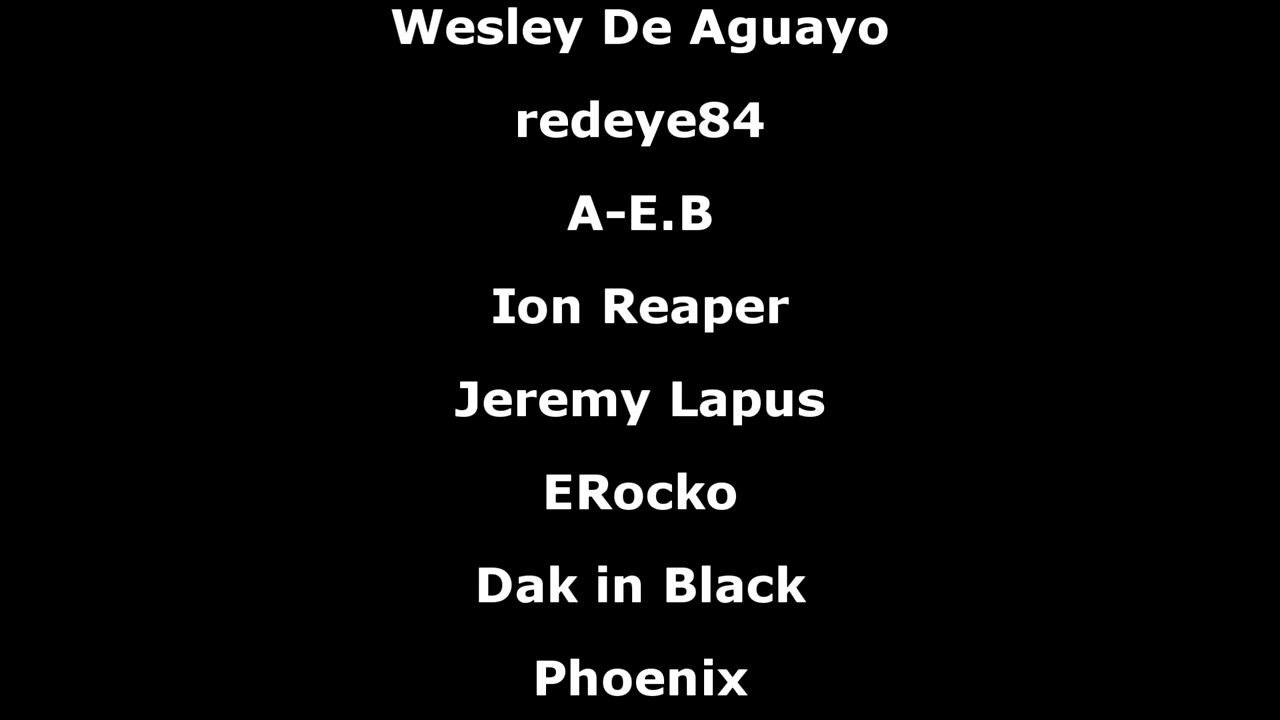 Wesley De Aguayo
redeye84
A-E.B
Ion Reaper
Jeremy Lapus
ERocko
Dak in Black
Phoenix